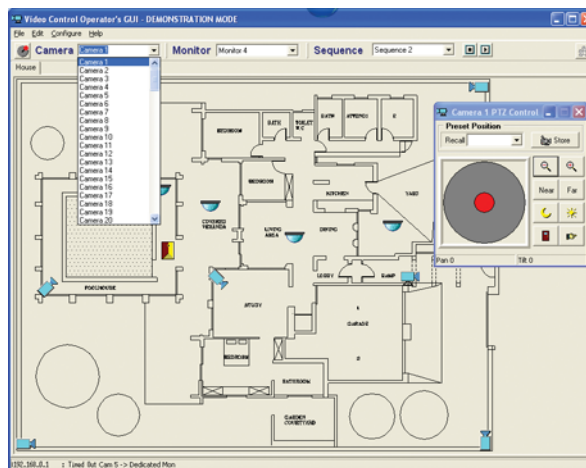 Video Control Operator's GUI - DEMONSTRATION MODE
File Edit Configure Help
Camera Camera 1 Monitor Monitor 4 Sequence Sequence 2
House
Camera 1
Camera 2
Camera 3
Camera 4
Camera 5
Camera 6
Camera 7
Camera 8
Camera 9
Camera 10
Camera 11
Camera 12
Camera 13
Camera 14
Camera 15
Camera 16
Camera 17
Camera 18
Camera 19
Camera 20
Camera 1 PTZ Control
Preset Position
Recall Store
Near Far
Pan 0 Tilt 0
BEDROOM
BATH
TOILET
W.C
BATH
BEDROOM
KITCHEN
YARD
COVERED
VERANDA
LIVING
AREA
DINING
POOLHOUSE
LOBBY
STUDY
GARAGE
BEDROOM
BATHROOM
GARDEN
COURTYARD
192.168.0.1 : Timed Out Cam 5 -> Dedicated Mon